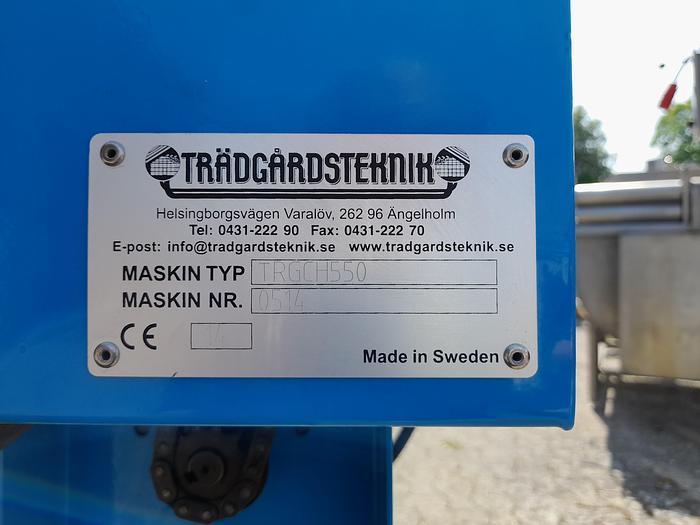 TRÄDGÅRDSTEKNIK
Helsingborgsvägen Varalöv, 262 96 Ängelholm
Tel: 0431-222 90 Fax: 0431-222 70
E-post: info@tradgardsteknik.se www.tradgardsteknik.se
MASKIN TYP TRGCH550
MASKIN NR. 0514
CE 14
Made in Sweden